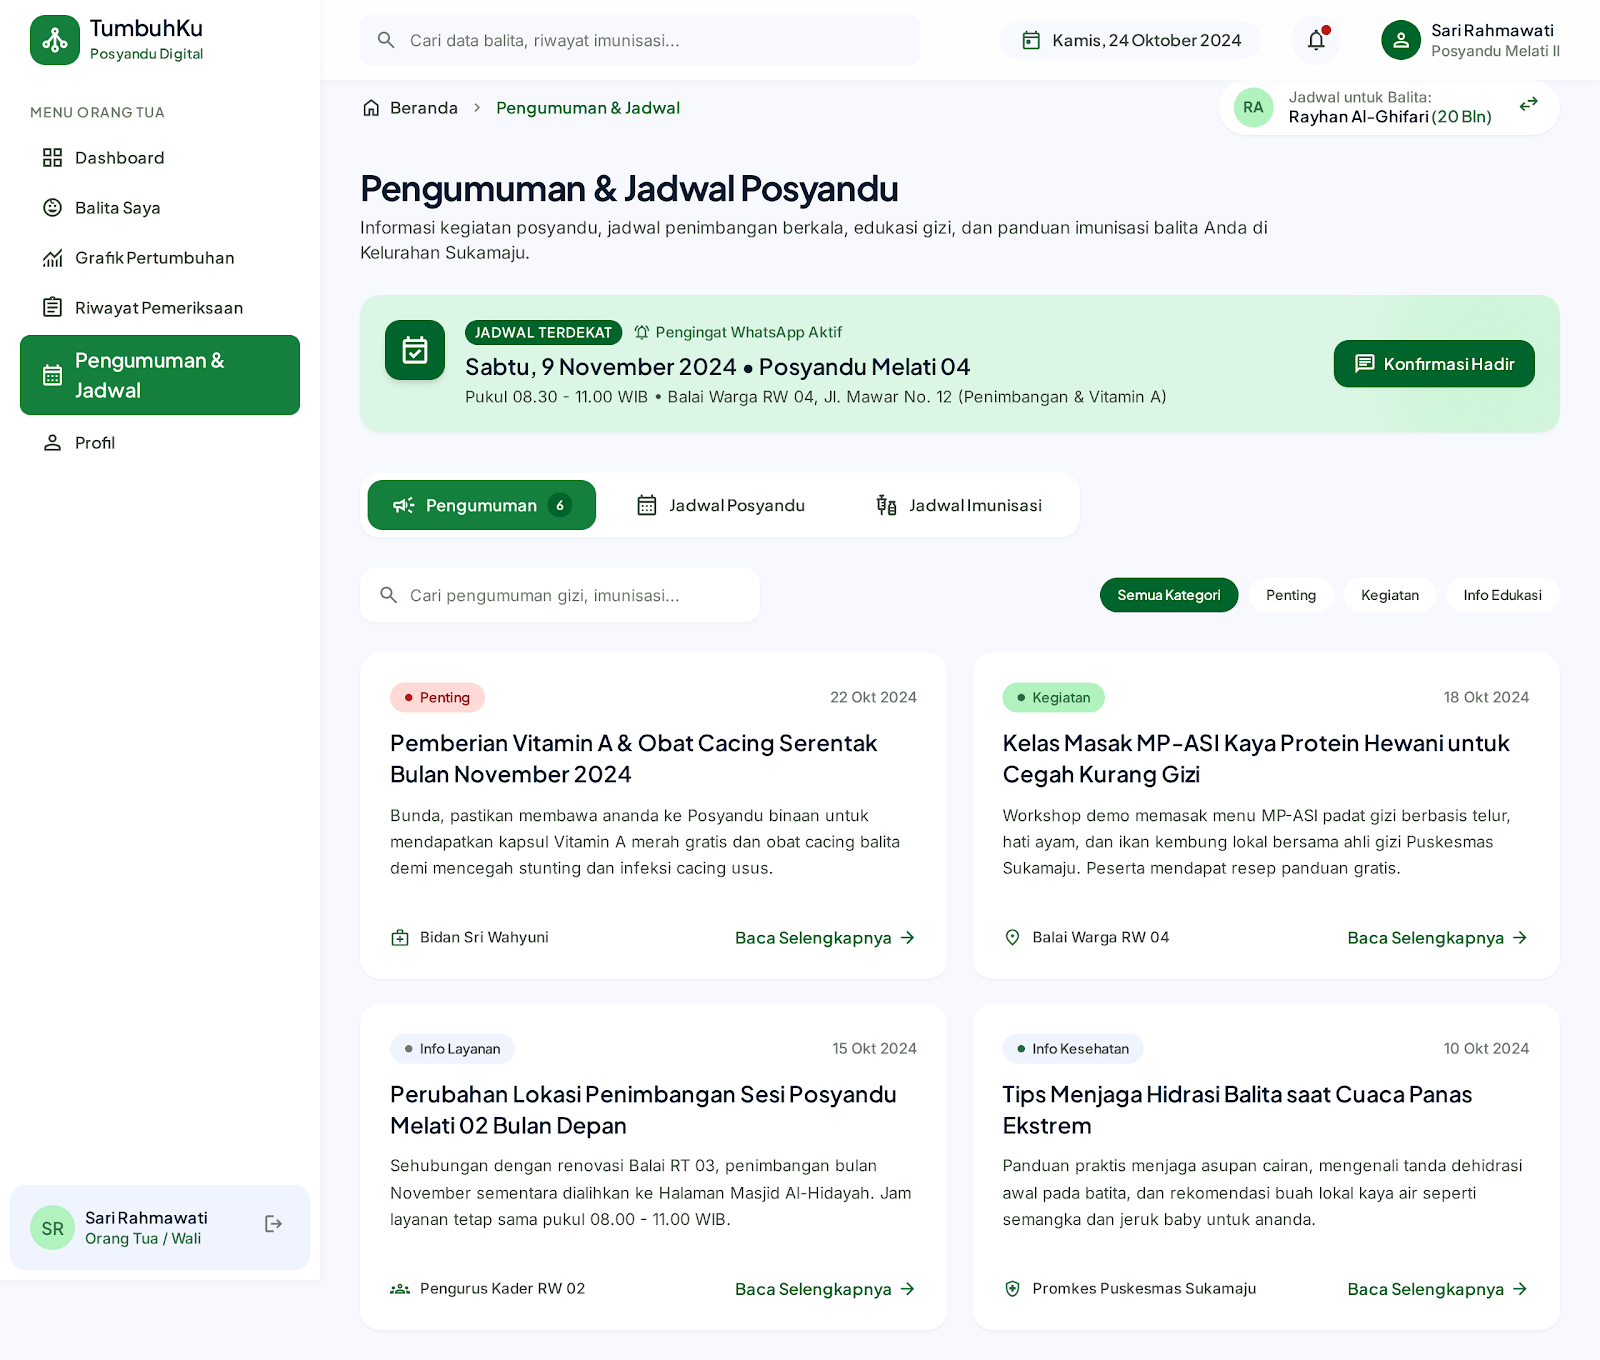 TumbuhKu
Posyandu Digital
MENU ORANG TUA
Dashboard
Balita Saya
Grafik Pertumbuhan
Riwayat Pemeriksaan
Pengumuman &
Jadwal
Profil
SR
Sari Rahmawati
Orang Tua / Wali
Cari data balita, riwayat imunisasi...
Kamis, 24 Oktober 2024
Sari Rahmawati
Posyandu Melati II
Beranda > Pengumuman & Jadwal
RA
Jadwal untuk Balita:
Rayhan Al-Ghifari (20 Bln)
Pengumuman & Jadwal Posyandu
Informasi kegiatan posyandu, jadwal penimbangan berkala, edukasi gizi, dan panduan imunisasi balita Anda di
Kelurahan Sukamaju.
JADWAL TERDEKAT Pengingat WhatsApp Aktif
Sabtu, 9 November 2024 • Posyandu Melati 04
Pukul 08.30 - 11.00 WIB • Balai Warga RW 04, Jl. Mawar No. 12 (Penimbangan & Vitamin A)
Konfirmasi Hadir
Pengumuman 6
Jadwal Posyandu
Jadwal Imunisasi
Cari pengumuman gizi, imunisasi...
Semua Kategori
Penting
Kegiatan
Info Edukasi
Penting
22 Okt 2024
Pemberian Vitamin A & Obat Cacing Serentak
Bulan November 2024
Bunda, pastikan membawa ananda ke Posyandu binaan untuk
mendapatkan kapsul Vitamin A merah gratis dan obat cacing balita
demi mencegah stunting dan infeksi cacing usus.
Bidan Sri Wahyuni
Baca Selengkapnya →
Kegiatan
18 Okt 2024
Kelas Masak MP-ASI Kaya Protein Hewani untuk
Cegah Kurang Gizi
Workshop demo memasak menu MP-ASI padat gizi berbasis telur,
hati ayam, dan ikan kembung lokal bersama ahli gizi Puskesmas
Sukamaju. Peserta mendapat resep panduan gratis.
Balai Warga RW 04
Baca Selengkapnya →
Info Layanan
15 Okt 2024
Perubahan Lokasi Penimbangan Sesi Posyandu
Melati 02 Bulan Depan
Sehubungan dengan renovasi Balai RT 03, penimbangan bulan
November sementara dialihkan ke Halaman Masjid Al-Hidayah. Jam
layanan tetap sama pukul 08.00 - 11.00 WIB.
Pengurus Kader RW 02
Baca Selengkapnya →
Info Kesehatan
10 Okt 2024
Tips Menjaga Hidrasi Balita saat Cuaca Panas
Ekstrem
Panduan praktis menjaga asupan cairan, mengenali tanda dehidrasi
awal pada batita, dan rekomendasi buah lokal kaya air seperti
semangka dan jeruk baby untuk ananda.
Promkes Puskesmas Sukamaju
Baca Selengkapnya →